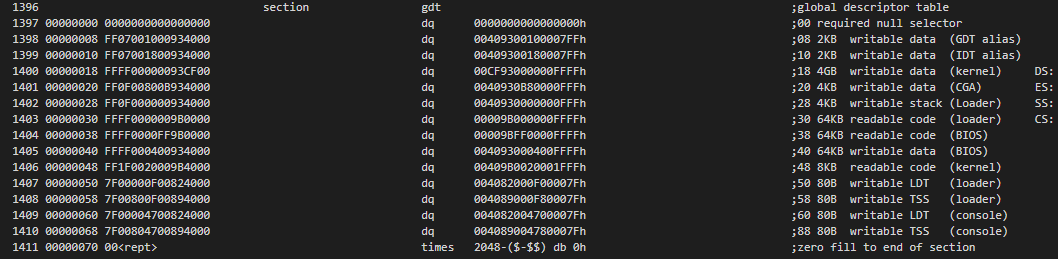 1396 section gdt ;global descriptor table
1397 00000000 0000000000000000 dq 0000000000000000h ;00 required null selector
1398 00000008 FF07001000934000 dq 00409300100007FFh ;08 2KB writable data (GDT alias)
1399 00000010 FF07001800934000 dq 00409300180007FFh ;10 2KB writable data (IDT alias)
1400 00000018 FFFF00000093CF00 dq 00CF93000000FFFFh ;18 4GB writable data (kernel) DS:
1401 00000020 FF0F00800B934000 dq 0040930B80000FFFh ;20 4KB writable data (CGA) ES:
1402 00000028 FF0F000000934000 dq 0040930000000FFFh ;28 4KB writable stack (Loader) SS:
1403 00000030 FFFF0000009B0000 dq 00009B000000FFFFh ;30 64KB readable code (loader) CS:
1404 00000038 FFFF00000FF9B0000 dq 00009BFF0000FFFFh ;38 64KB readable code (BIOS)
1405 00000040 FFFF000400934000 dq 004093000400FFFFh ;40 64KB writable data (BIOS)
1406 00000048 FF1F0020009B4000 dq 00409B0020001FFFh ;48 8KB readable code (kernel)
1407 00000050 7F00000F00824000 dq 004082000F00007Fh ;50 80B writable LDT (loader)
1408 00000058 7F00800F00894000 dq 004089000F80007Fh ;58 80B writable TSS (loader)
1409 00000060 7F00004700824000 dq 004082004700007Fh ;60 80B writable LDT (console)
1410 00000068 7F00804700894000 dq 004089004780007Fh ;88 80B writable TSS (console)
1411 00000070 00<rept> times 2048-($-$$) db 0h ;zero fill to end of section